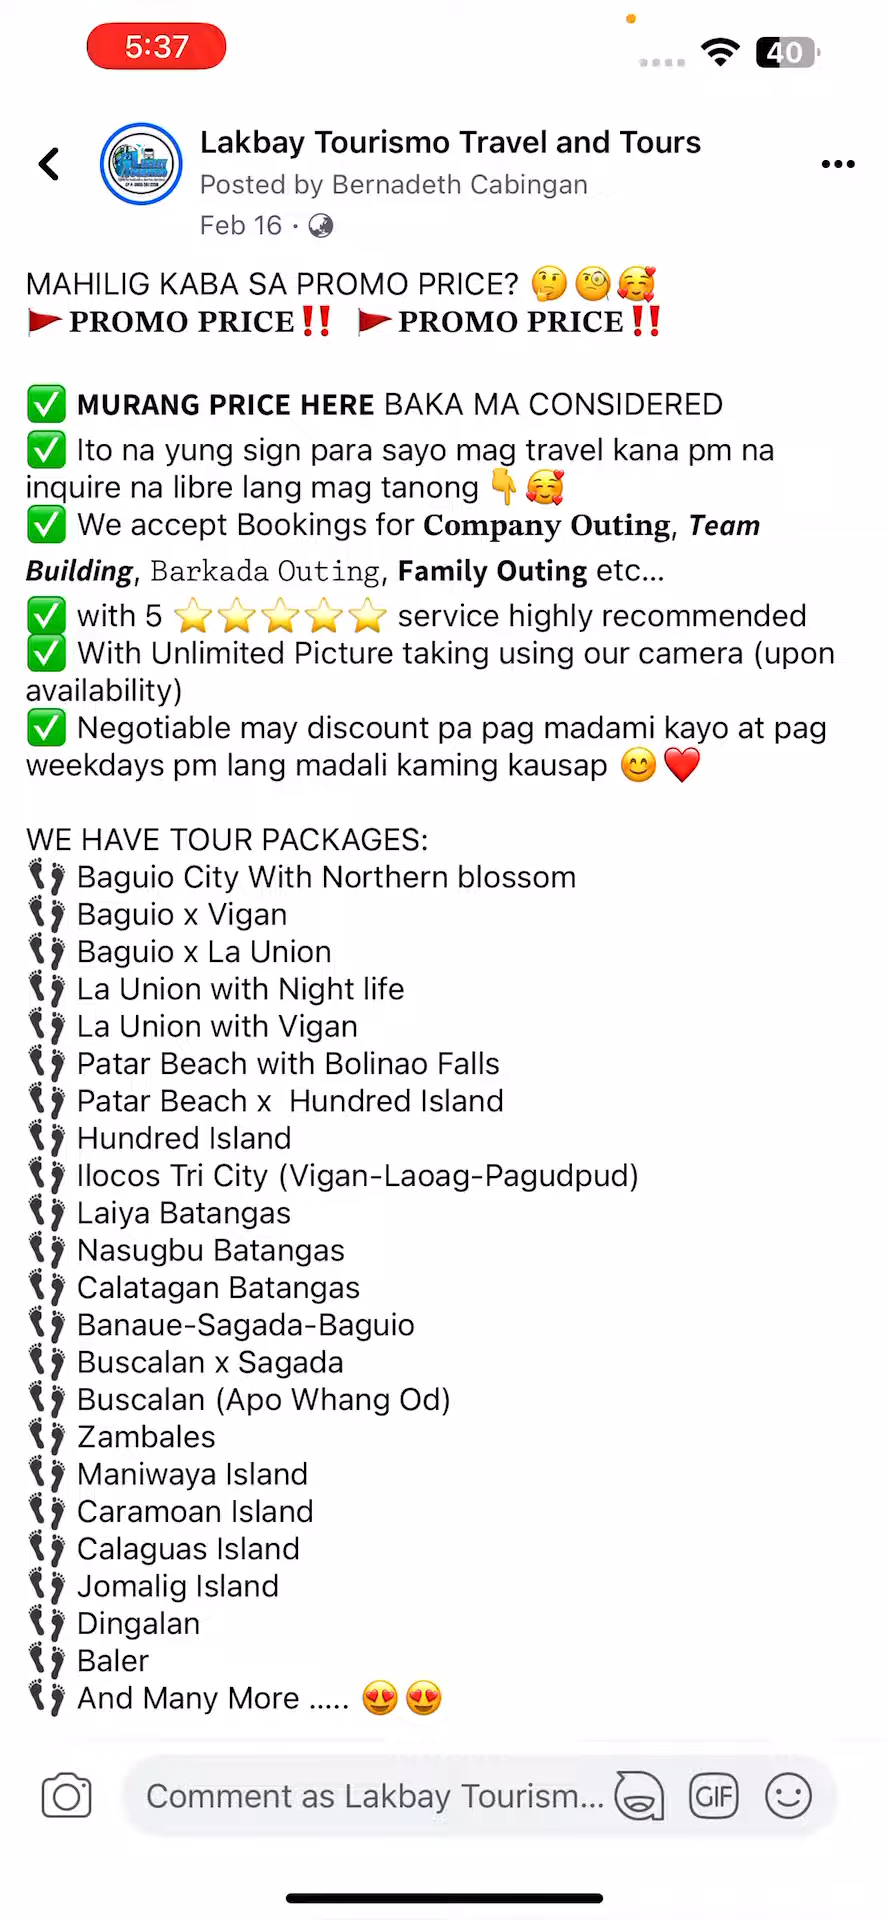 5:37
40
Lakbay Tourismo Travel and Tours
Posted by Bernadeth Cabingan
Feb 16 ·
MAHILIG KABA SA PROMO PRICE? 🤔🧐🥰
🚩PROMO PRICE‼️ 🚩PROMO PRICE‼️
✅ MURANG PRICE HERE BAKA MA CONSIDERED
✅ Ito na yung sign para sayo mag travel kana pm na
inquire na libre lang mag tanong 👇🥰
✅ We accept Bookings for Company Outing, Team
Building, Barkada Outing, Family Outing etc...
✅ with 5 ⭐⭐⭐⭐⭐ service highly recommended
✅ With Unlimited Picture taking using our camera (upon
availability)
✅ Negotiable may discount pa pag madami kayo at pag
weekdays pm lang madali kaming kausap 😊❤️
WE HAVE TOUR PACKAGES:
👣 Baguio City With Northern blossom
👣 Baguio x Vigan
👣 Baguio x La Union
👣 La Union with Night life
👣 La Union with Vigan
👣 Patar Beach with Bolinao Falls
👣 Patar Beach x  Hundred Island
👣 Hundred Island
👣 Ilocos Tri City (Vigan-Laoag-Pagudpud)
👣 Laiya Batangas
👣 Nasugbu Batangas
👣 Calatagan Batangas
👣 Banaue-Sagada-Baguio
👣 Buscalan x Sagada
👣 Buscalan (Apo Whang Od)
👣 Zambales
👣 Maniwaya Island
👣 Caramoan Island
👣 Calaguas Island
👣 Jomalig Island
👣 Dingalan
👣 Baler
👣 And Many More ..... 😍😍
Comment as Lakbay Tourism...
GIF